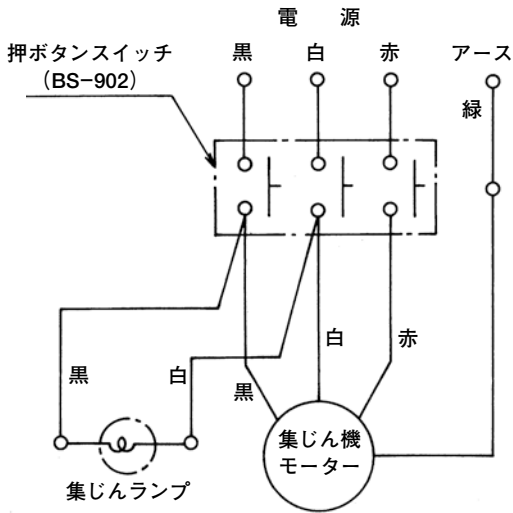 電 源
押ボタンスイッチ
(BS-902)
黒 白 赤 アース
緑
白 赤
黒 白 黒
集じんランプ
集じん機
モーター